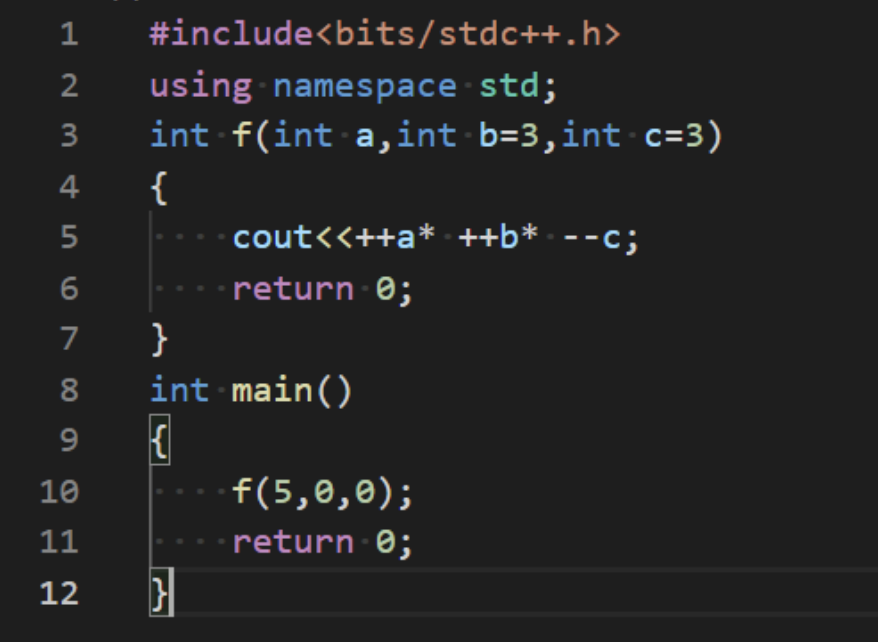 1 #include<bits/stdc++.h>
2 using namespace std;
3 int f(int a,int b=3,int c=3)
4 {
5     cout<<++a* ++b* --c;
6     return 0;
7 }
8 int main()
9 {
10     f(5,0,0);
11     return 0;
12 }